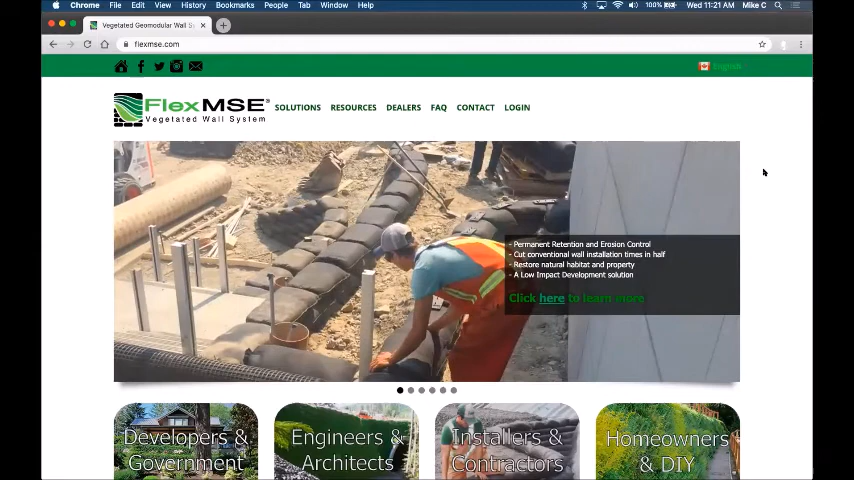 Chrome File Edit View History Bookmarks People Tab Window Help 100% Wed 11:21 AM Mike C
Vegetated Geomodular Wall Sy
flexmse.com
English
FlexMSE®
Vegetated Wall System
SOLUTIONS RESOURCES DEALERS FAQ CONTACT LOGIN
- Permanent Retention and Erosion Control
- Cut conventional wall installation times in half
- Restore natural habitat and property
- A Low Impact Development solution
Click here to learn more
Developers & Government
Engineers & Architects
Installers & Contractors
Homeowners & DIY